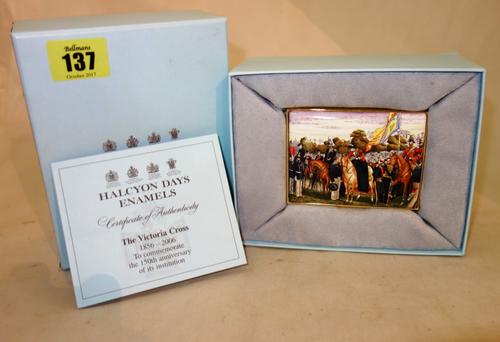 Bellmans
137
October 2017
HALCYON DAYS
ENAMELS
Certificate of Authenticity
The Victoria Cross
1856 – 2006
To commemorate
the 150th anniversary
of its institution